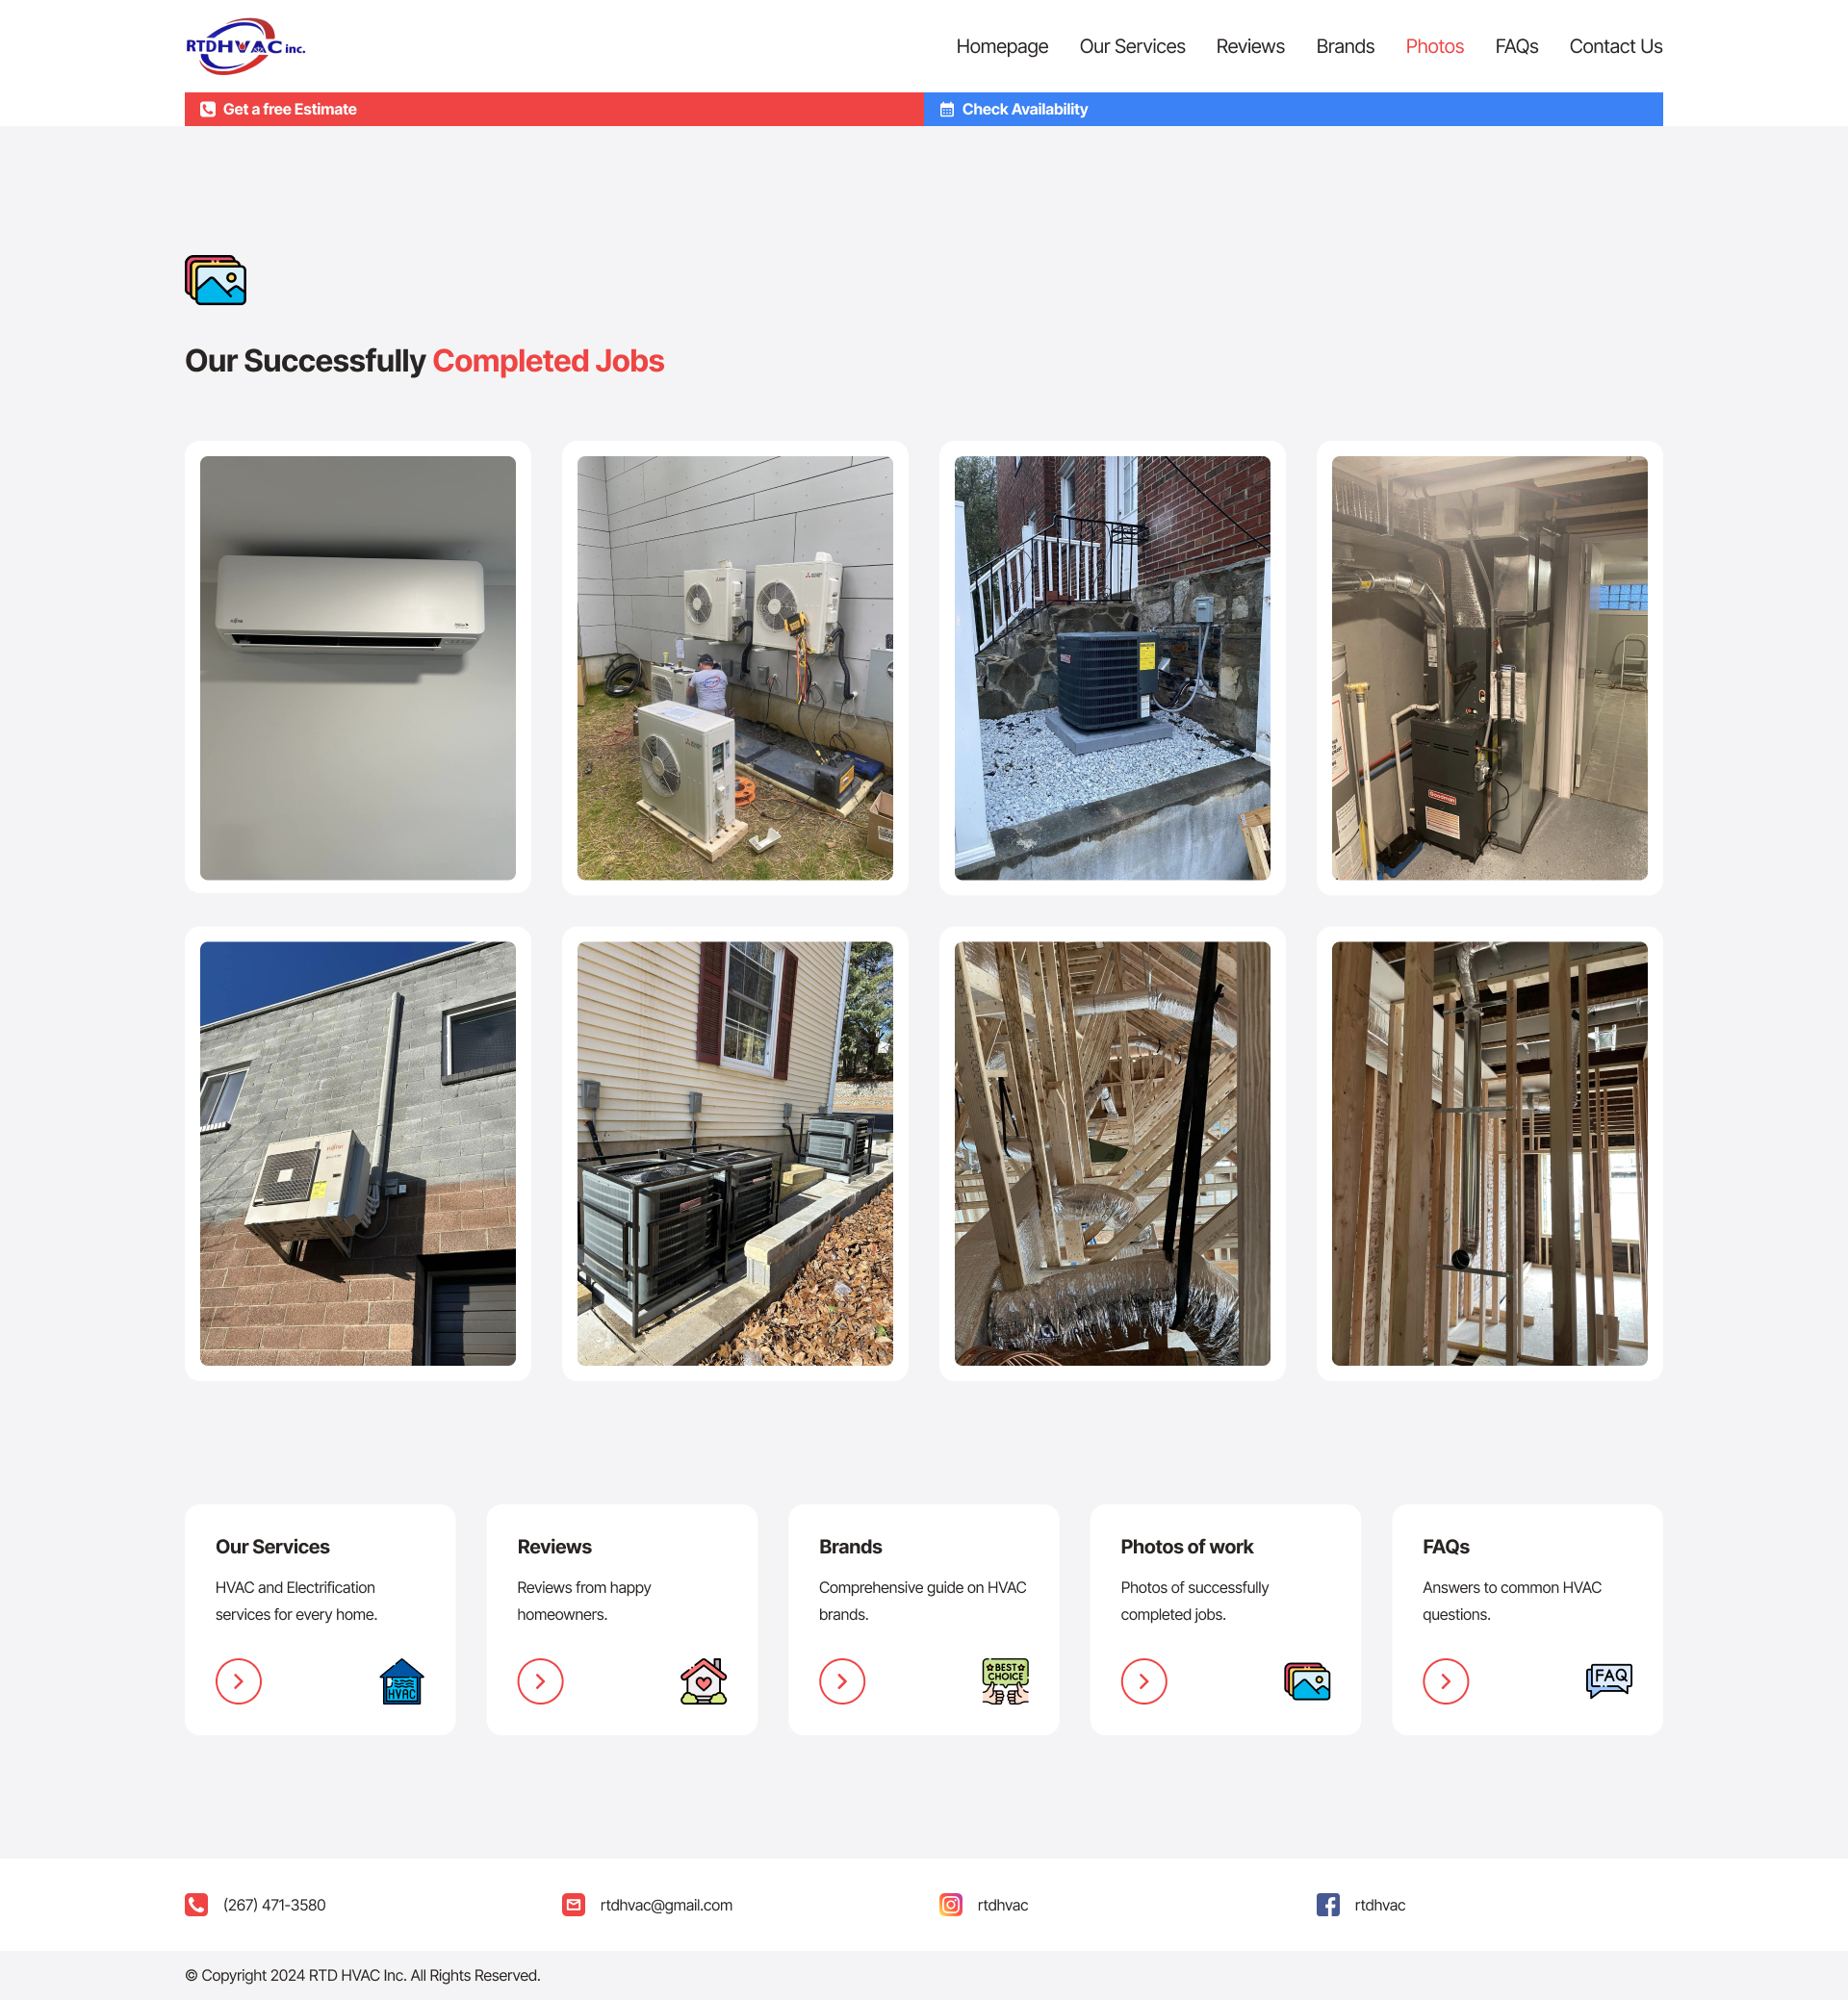 RTDHVAC inc.
Homepage
Our Services
Reviews
Brands
Photos
FAQs
Contact Us
Get a free Estimate
Check Availability
Our Successfully Completed Jobs
Goodman
Our Services
HVAC and Electrification
services for every home.
HVAC
Reviews
Reviews from happy
homeowners.
Brands
Comprehensive guide on HVAC
brands.
BEST
CHOICE
Photos of work
Photos of successfully
completed jobs.
FAQs
Answers to common HVAC
questions.
FAQ
(267) 471-3580
rtdhvac@gmail.com
rtdhvac
rtdhvac
© Copyright 2024 RTD HVAC Inc. All Rights Reserved.